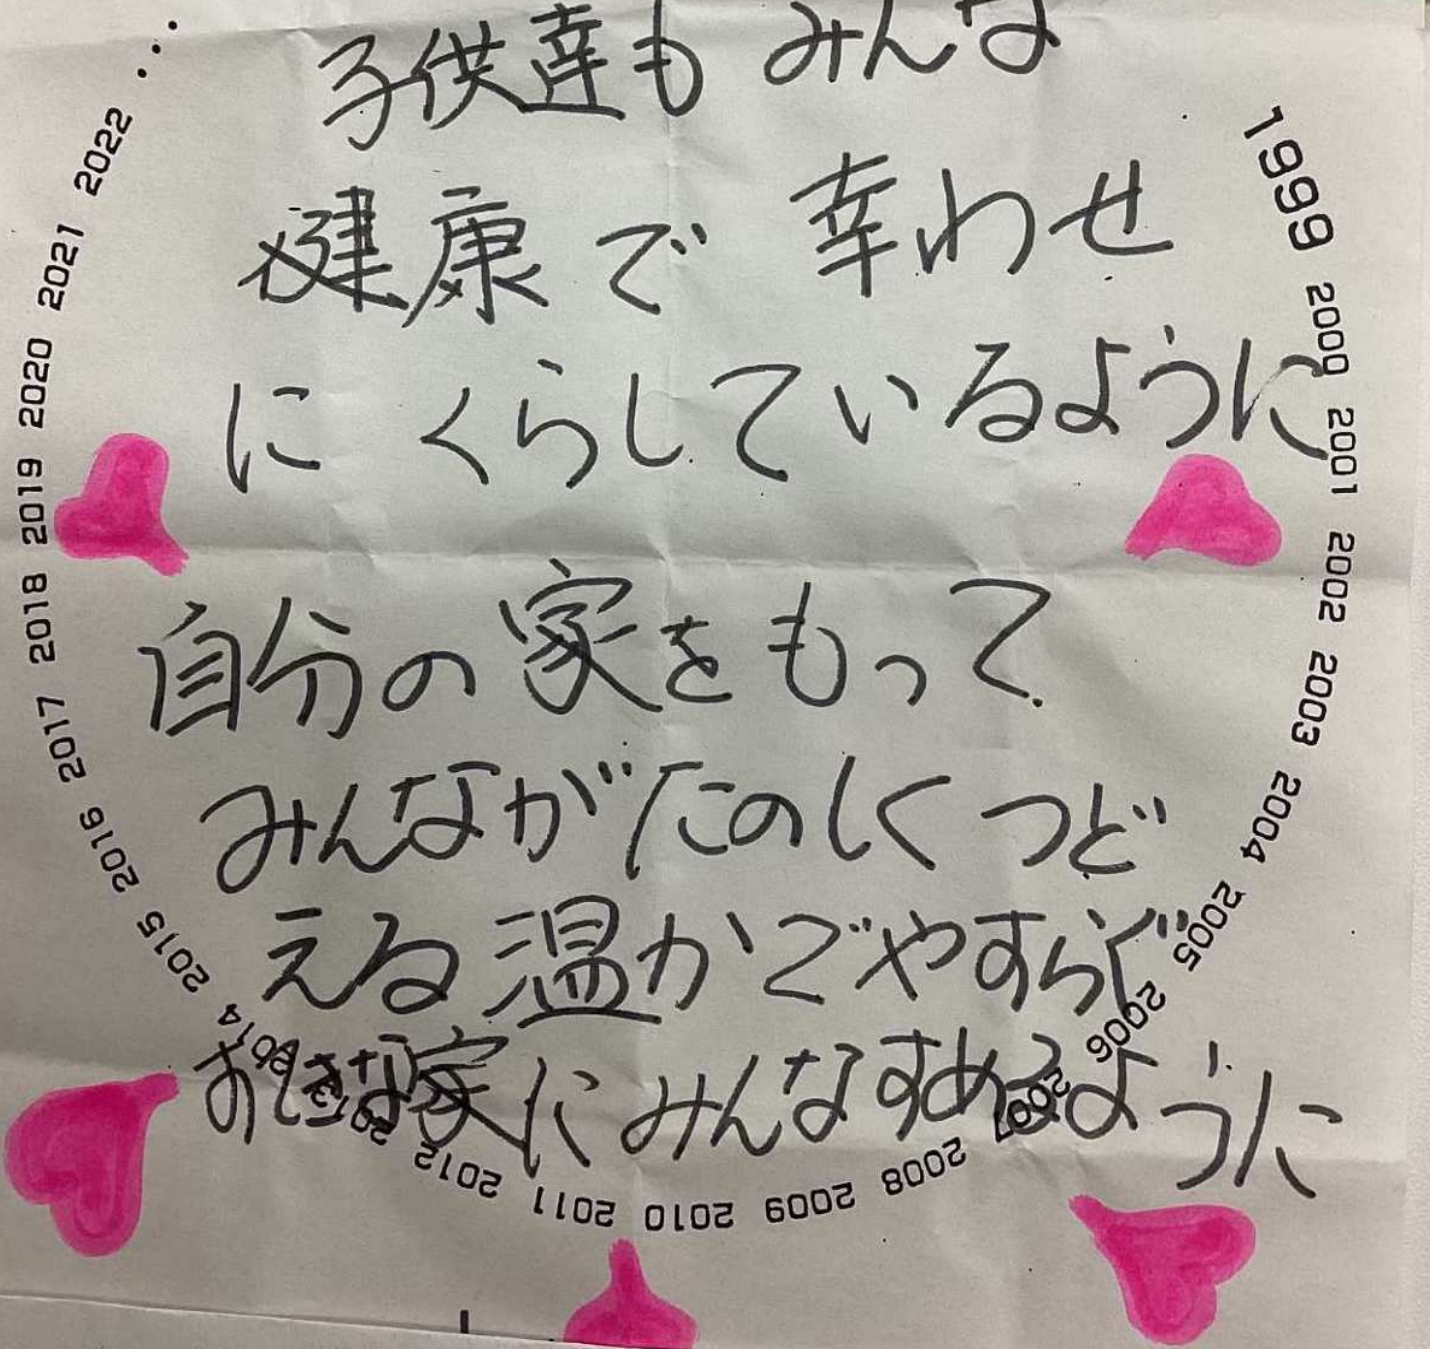 子供達も みんな
健康で 幸わせ
に くらしているように
自分の 家を もって
みんなが たのしく つど
える 温かで やすらぐ
おしきな家に みんなすめるように
1999 2000 2001 2002 2003 2004 2005 2006 2007 2008 2009 2010 2011 2012 2013 2014 2015 2016 2017 2018 2019 2020 2021 2022 ...